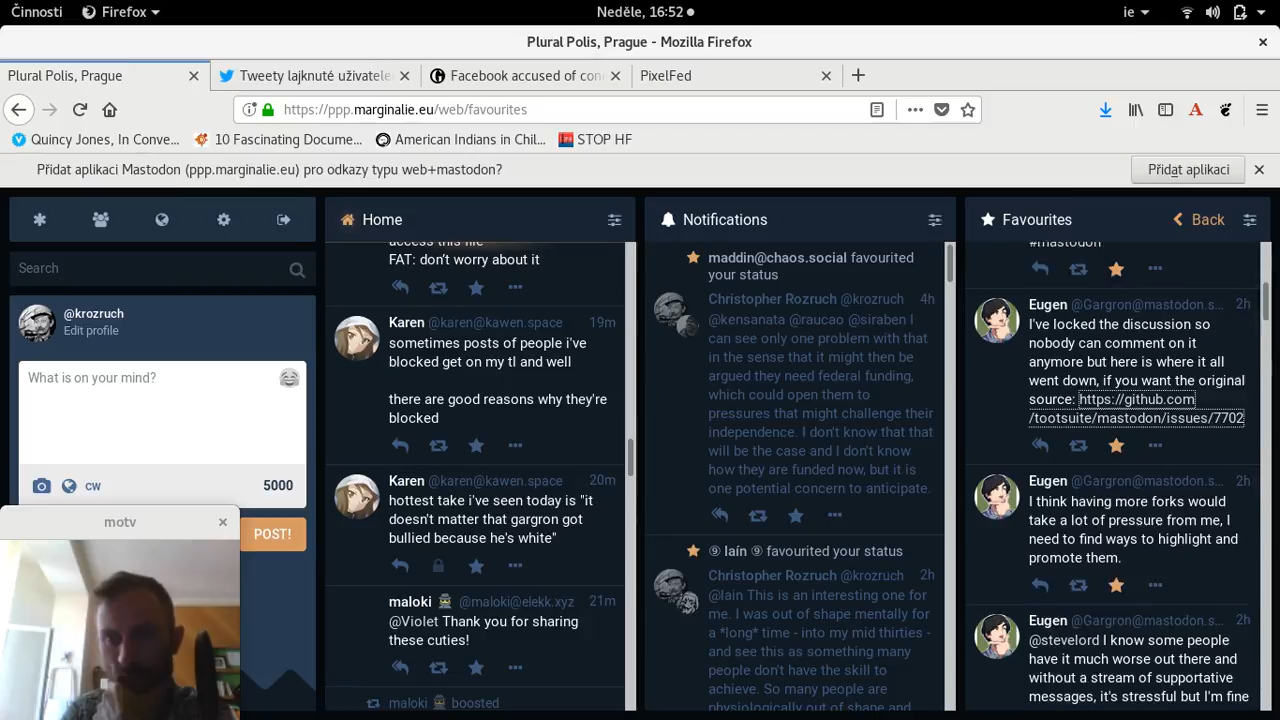 Činnosti
Firefox
Neděle, 16:52
ie
Plural Polis, Prague - Mozilla Firefox
Plural Polis, Prague
Tweety lajknuté uživatele
Facebook accused of con
PixelFed
https://ppp.marginalie.eu/web/favourites
Quincy Jones, In Conve...
10 Fascinating Docume...
American Indians in Chil...
STOP HF
Přidat aplikaci Mastodon (ppp.marginalie.eu) pro odkazy typu web+mastodon?
Přidat aplikaci
Search
@krozruch
Edit profile
What is on your mind?
cw
5000
POST!
motv
Home
access this file
FAT: don't worry about it
Karen @karen@kawen.space 19m
sometimes posts of people i've
blocked get on my tl and well
there are good reasons why they're
blocked
Karen @karen@kawen.space 20m
hottest take i've seen today is "it
doesn't matter that gargron got
bullied because he's white"
maloki @maloki@elekk.xyz 21m
@Violet Thank you for sharing
these cuties!
maloki boosted
Notifications
maddin@chaos.social favourited
your status
Christopher Rozruch @krozruch 4h
@kensanata @raucao @siraben I
can see only one problem with that
in the sense that it might then be
argued they need federal funding,
which could open them to
pressures that might challenge their
independence. I don't know that that
will be the case and I don't know
how they are funded now, but it is
one potential concern to anticipate.
⑨ laín ⑨ favourited your status
Christopher Rozruch @krozruch 2h
@lain This is an interesting one for
me. I was out of shape mentally for
a *long* time - into my mid thirties -
and see this as something many
people don't have the skill to
achieve. So many people are
physiologically out of shape and
Favourites
Back
#mastodon
Eugen @Gargron@mastodon.s... 2h
I've locked the discussion so
nobody can comment on it
anymore but here is where it all
went down, if you want the original
source: https://github.com
/tootsuite/mastodon/issues/7702
Eugen @Gargron@mastodon.s... 2h
I think having more forks would
take a lot of pressure from me, I
need to find ways to highlight and
promote them.
Eugen @Gargron@mastodon.s... 2h
@stevelord I know some people
have it much worse out there and
without a stream of supportative
messages, it's stressful but I'm fine